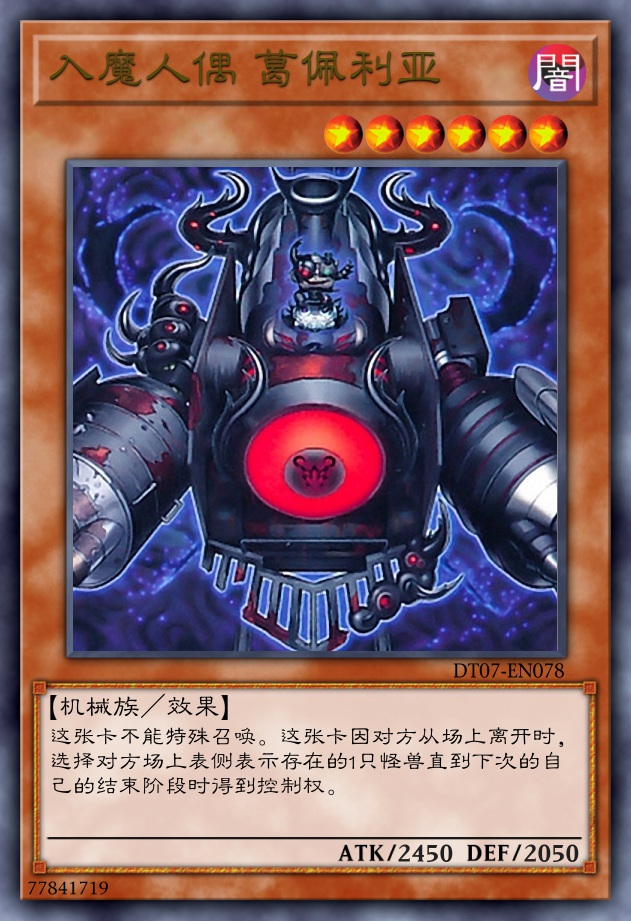 入魔人偶 葛佩利亚
闇
DT07-EN078
【机械族／效果】
这张卡不能特殊召唤。这张卡因对方从场上离开时，
选择对方场上表侧表示存在的1只怪兽直到下次的自
己的结束阶段时得到控制权。
ATK/2450 DEF/2050
77841719